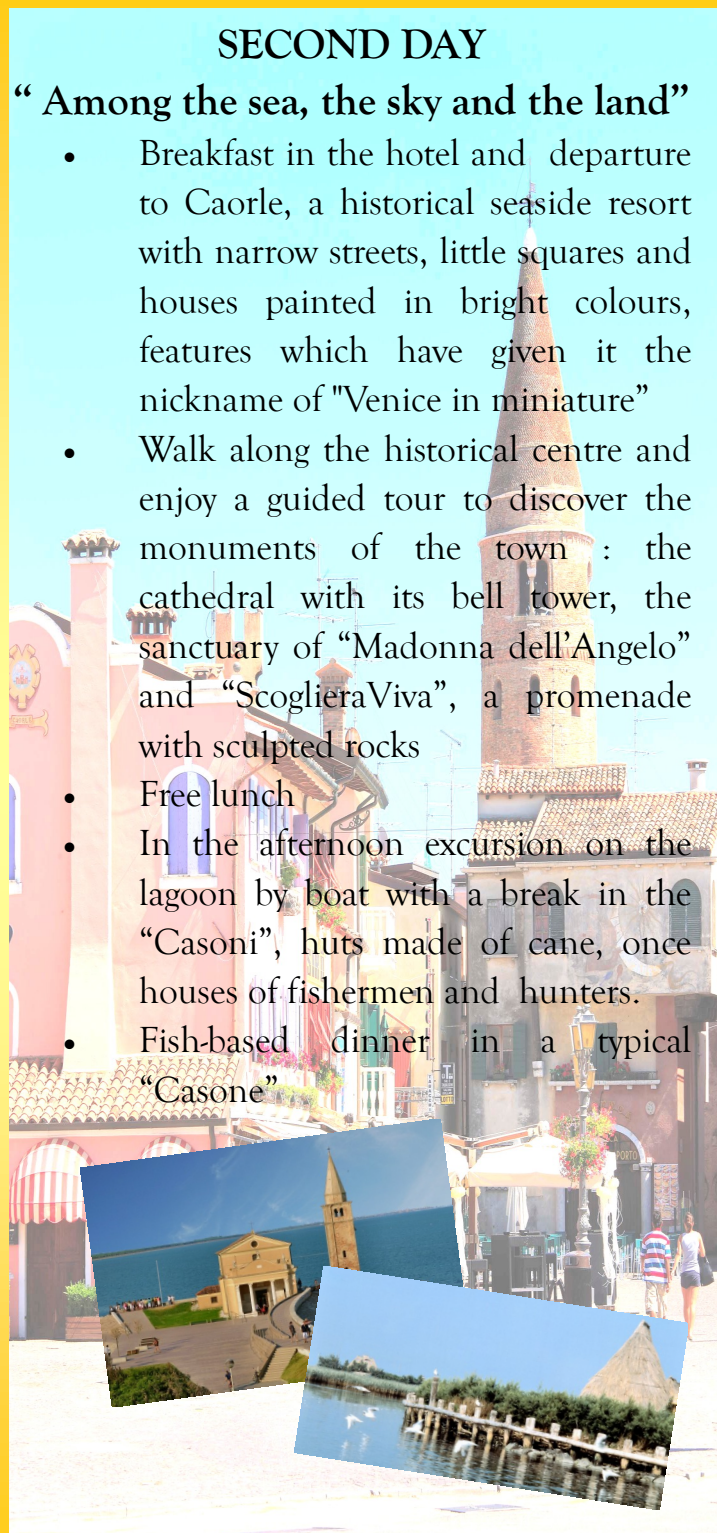 SECOND DAY
“ Among the sea, the sky and the land”
• Breakfast in the hotel and departure
to Caorle, a historical seaside resort
with narrow streets, little squares and
houses painted in bright colours,
features which have given it the
nickname of "Venice in miniature”
• Walk along the historical centre and
enjoy a guided tour to discover the
monuments of the town : the
cathedral with its bell tower, the
sanctuary of “Madonna dell’Angelo”
and “ScoglieraViva”, a promenade
with sculpted rocks
• Free lunch
• In the afternoon excursion on the
lagoon by boat with a break in the
“Casoni”, huts made of cane, once
houses of fishermen and hunters.
• Fish-based dinner in a typical
“Casone”
PORTO